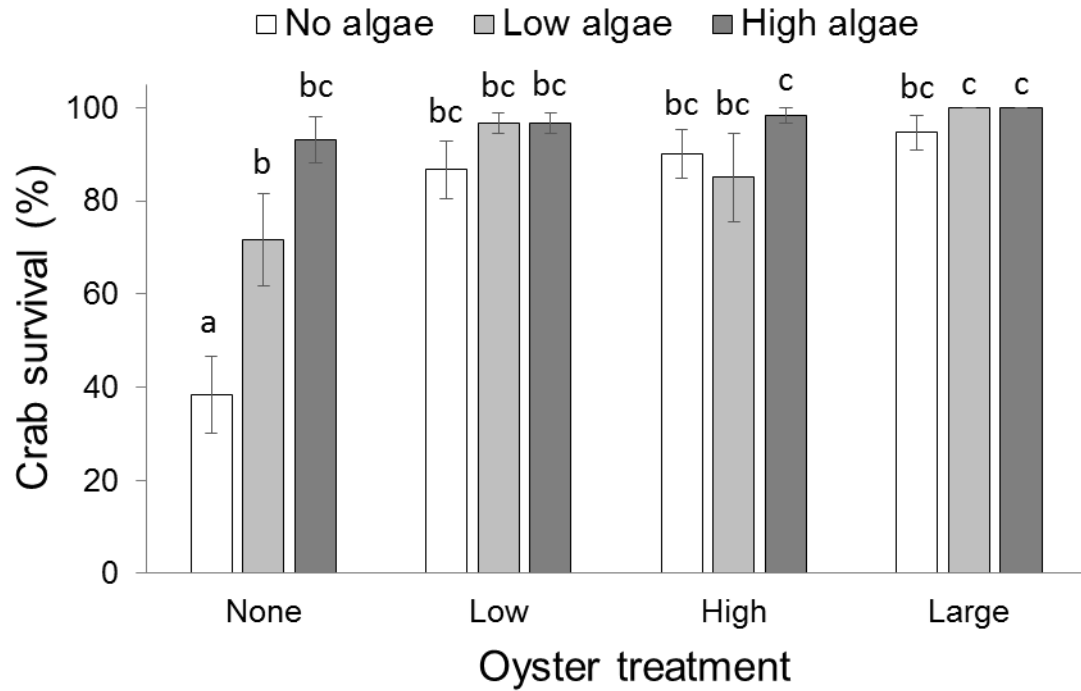 No algae Low algae High algae
bc bc bc bc bc c bc c c
b
a
100
80
60
40
20
0
Crab survival (%)
None Low High Large
Oyster treatment